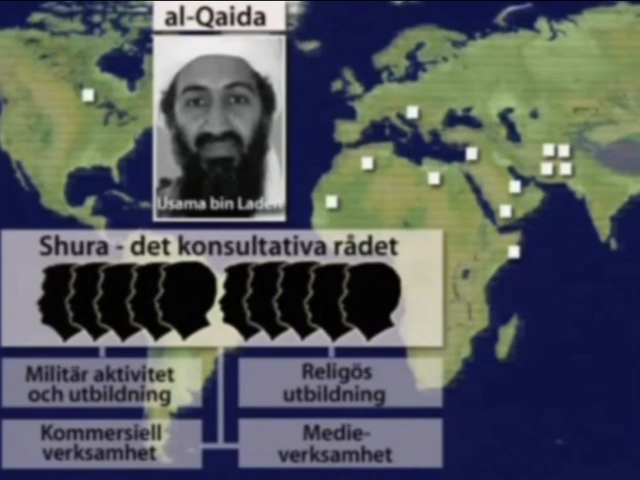 al-Qaida
Usama bin Laden
Shura - det konsultativa rådet
Militär aktivitet
och utbildning
Religös
utbildning
Kommersiell
verksamhet
Medie-
verksamhet